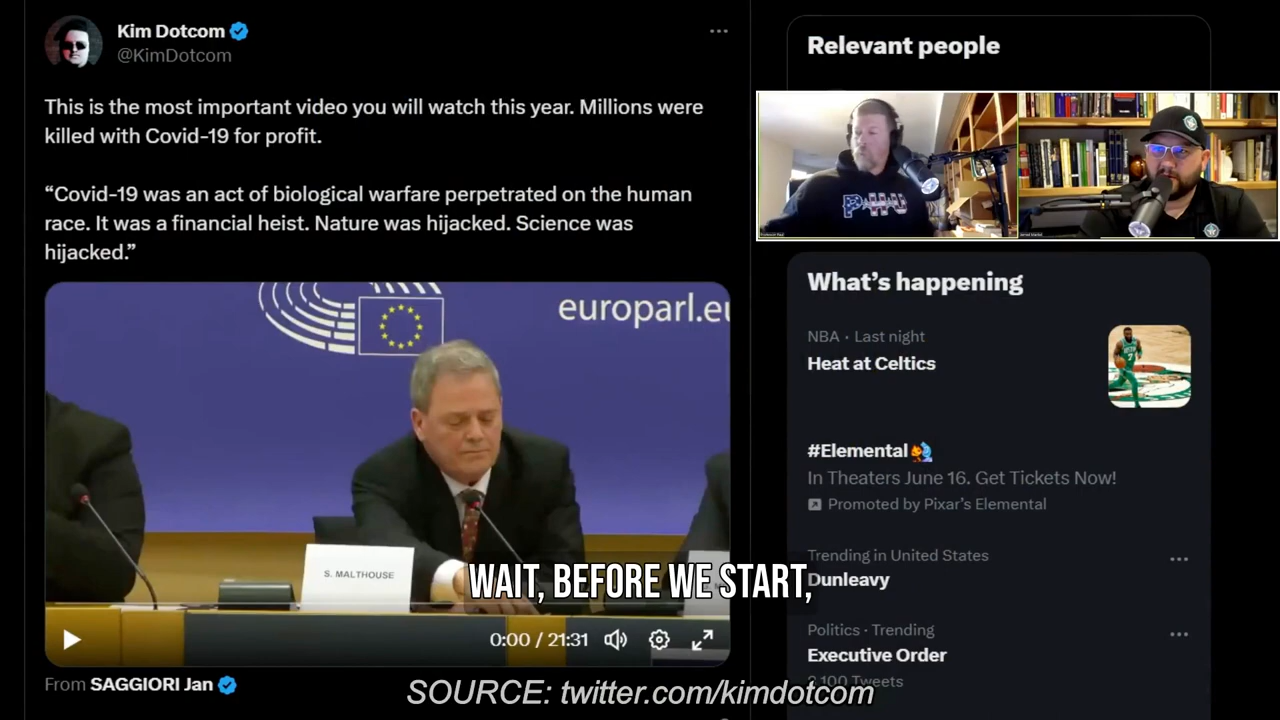 Kim Dotcom
@KimDotcom
This is the most important video you will watch this year. Millions were
killed with Covid-19 for profit.
“Covid-19 was an act of biological warfare perpetrated on the human
race. It was a financial heist. Nature was hijacked. Science was
hijacked.”
europarl.eu
S. MALTHOUSE
0:00 / 21:31
From SAGGIORI Jan
WAIT, BEFORE WE START,
SOURCE: twitter.com/kimdotcom
Relevant people
What’s happening
NBA · Last night
Heat at Celtics
#Elemental
In Theaters June 16. Get Tickets Now!
Promoted by Pixar’s Elemental
Trending in United States
Dunleavy
Politics · Trending
Executive Order
Tweets